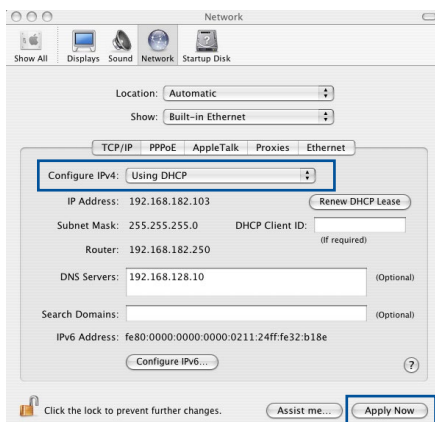 Network
Show All Displays Sound Network Startup Disk
Location: Automatic
Show: Built-in Ethernet
TCP/IP PPPoE AppleTalk Proxies Ethernet
Configure IPv4: Using DHCP
IP Address: 192.168.182.103 Renew DHCP Lease
Subnet Mask: 255.255.255.0 DHCP Client ID:
(If required)
Router: 192.168.182.250
DNS Servers: 192.168.128.10 (Optional)
Search Domains: (Optional)
IPv6 Address: fe80:0000:0000:0000:0211:24ff:fe32:b18e
Configure IPv6... ?
Click the lock to prevent further changes. Assist me... Apply Now